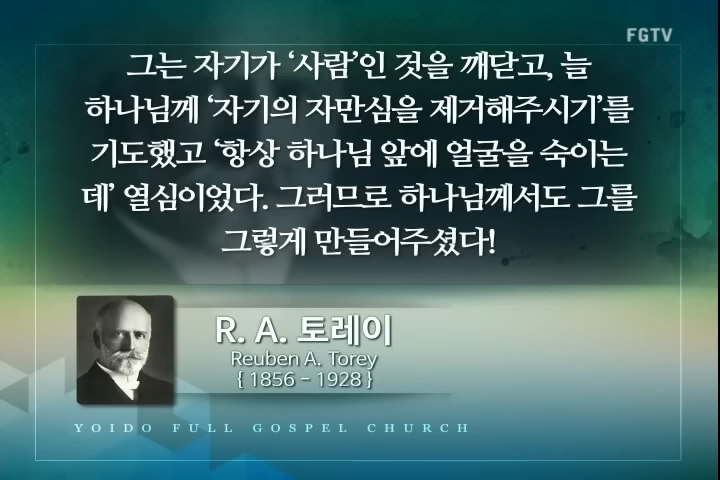 FGTV
그는 자기가 ‘사람’인 것을 깨닫고, 늘
하나님께 ‘자기의 자만심을 제거해주시기’를
기도했고 ‘항상 하나님 앞에 얼굴을 숙이는
데’ 열심이었다. 그러므로 하나님께서도 그를
그렇게 만들어주셨다!
R. A. 토레이
Reuben A. Torey
{ 1856 - 1928 }
YOIDO FULL GOSPEL CHURCH